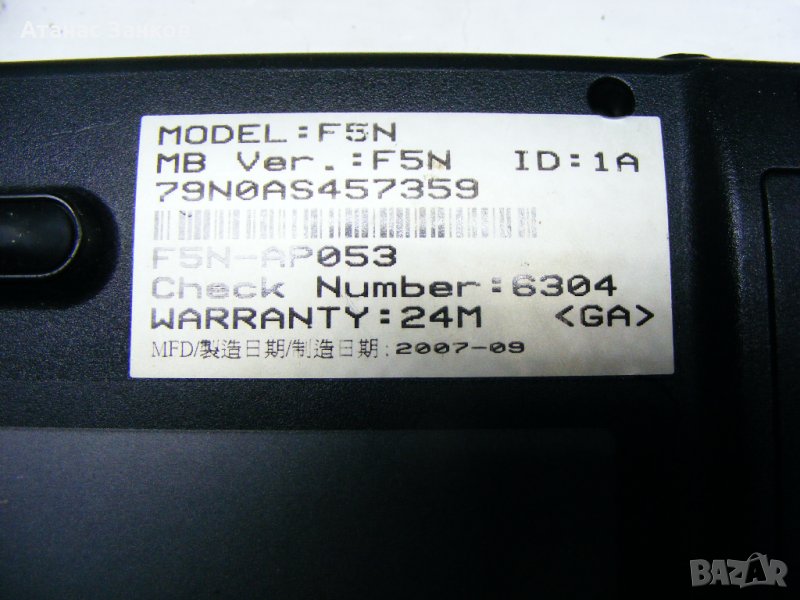 Атанас Занков
MODEL:F5N
MB Ver.:F5N ID:1A
79N0AS457359
F5N-AP053
Check Number:6304
WARRANTY:24M <GA>
MFD/製造日期/制造日期:2007-09
BAZAR